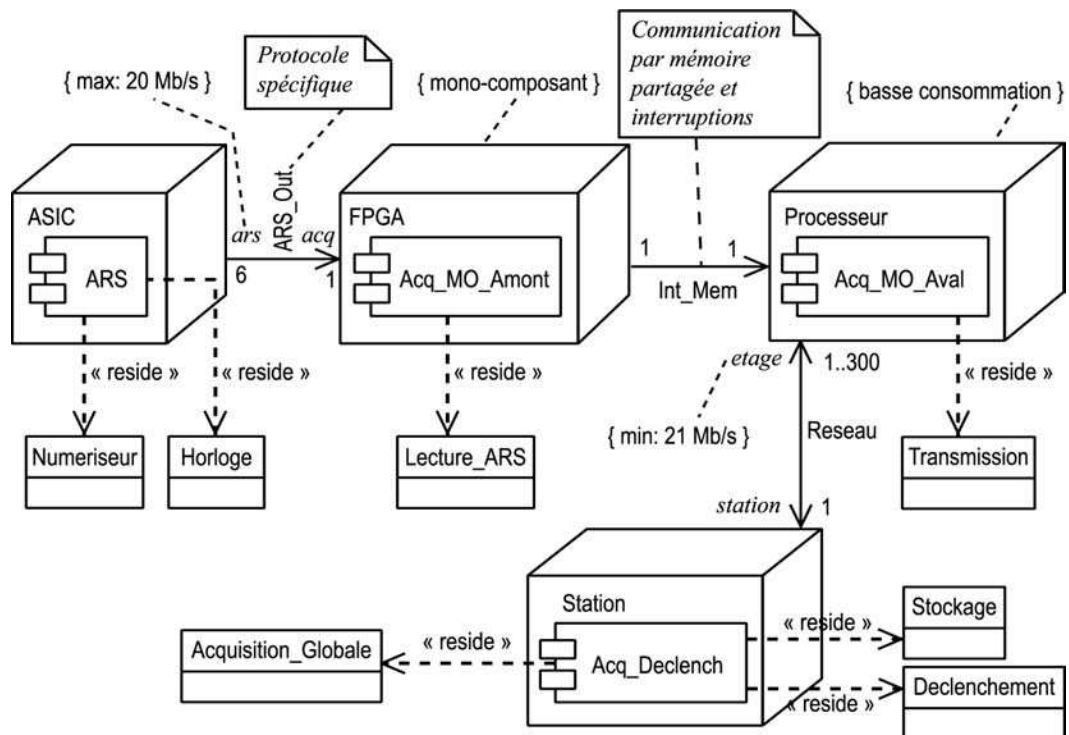 Protocole
spécifique
Communication
par mémoire
partagée et
interruptions
{ max: 20 Mb/s }
{ mono-composant }
{ basse consommation }
ASIC
ARS
ars
6
ARS_Out
acq
1
FPGA
Acq_MO_Amont
1
1
Int_Mem
Processeur
Acq_MO_Aval
« reside »
« reside »
« reside »
etage
1..300
« reside »
{ min: 21 Mb/s }
Reseau
Numeriseur
Horloge
Lecture_ARS
Transmission
station
1
Station
Acq_Declench
« reside »
Acquisition_Globale
« reside »
Stockage
« reside »
Declenchement